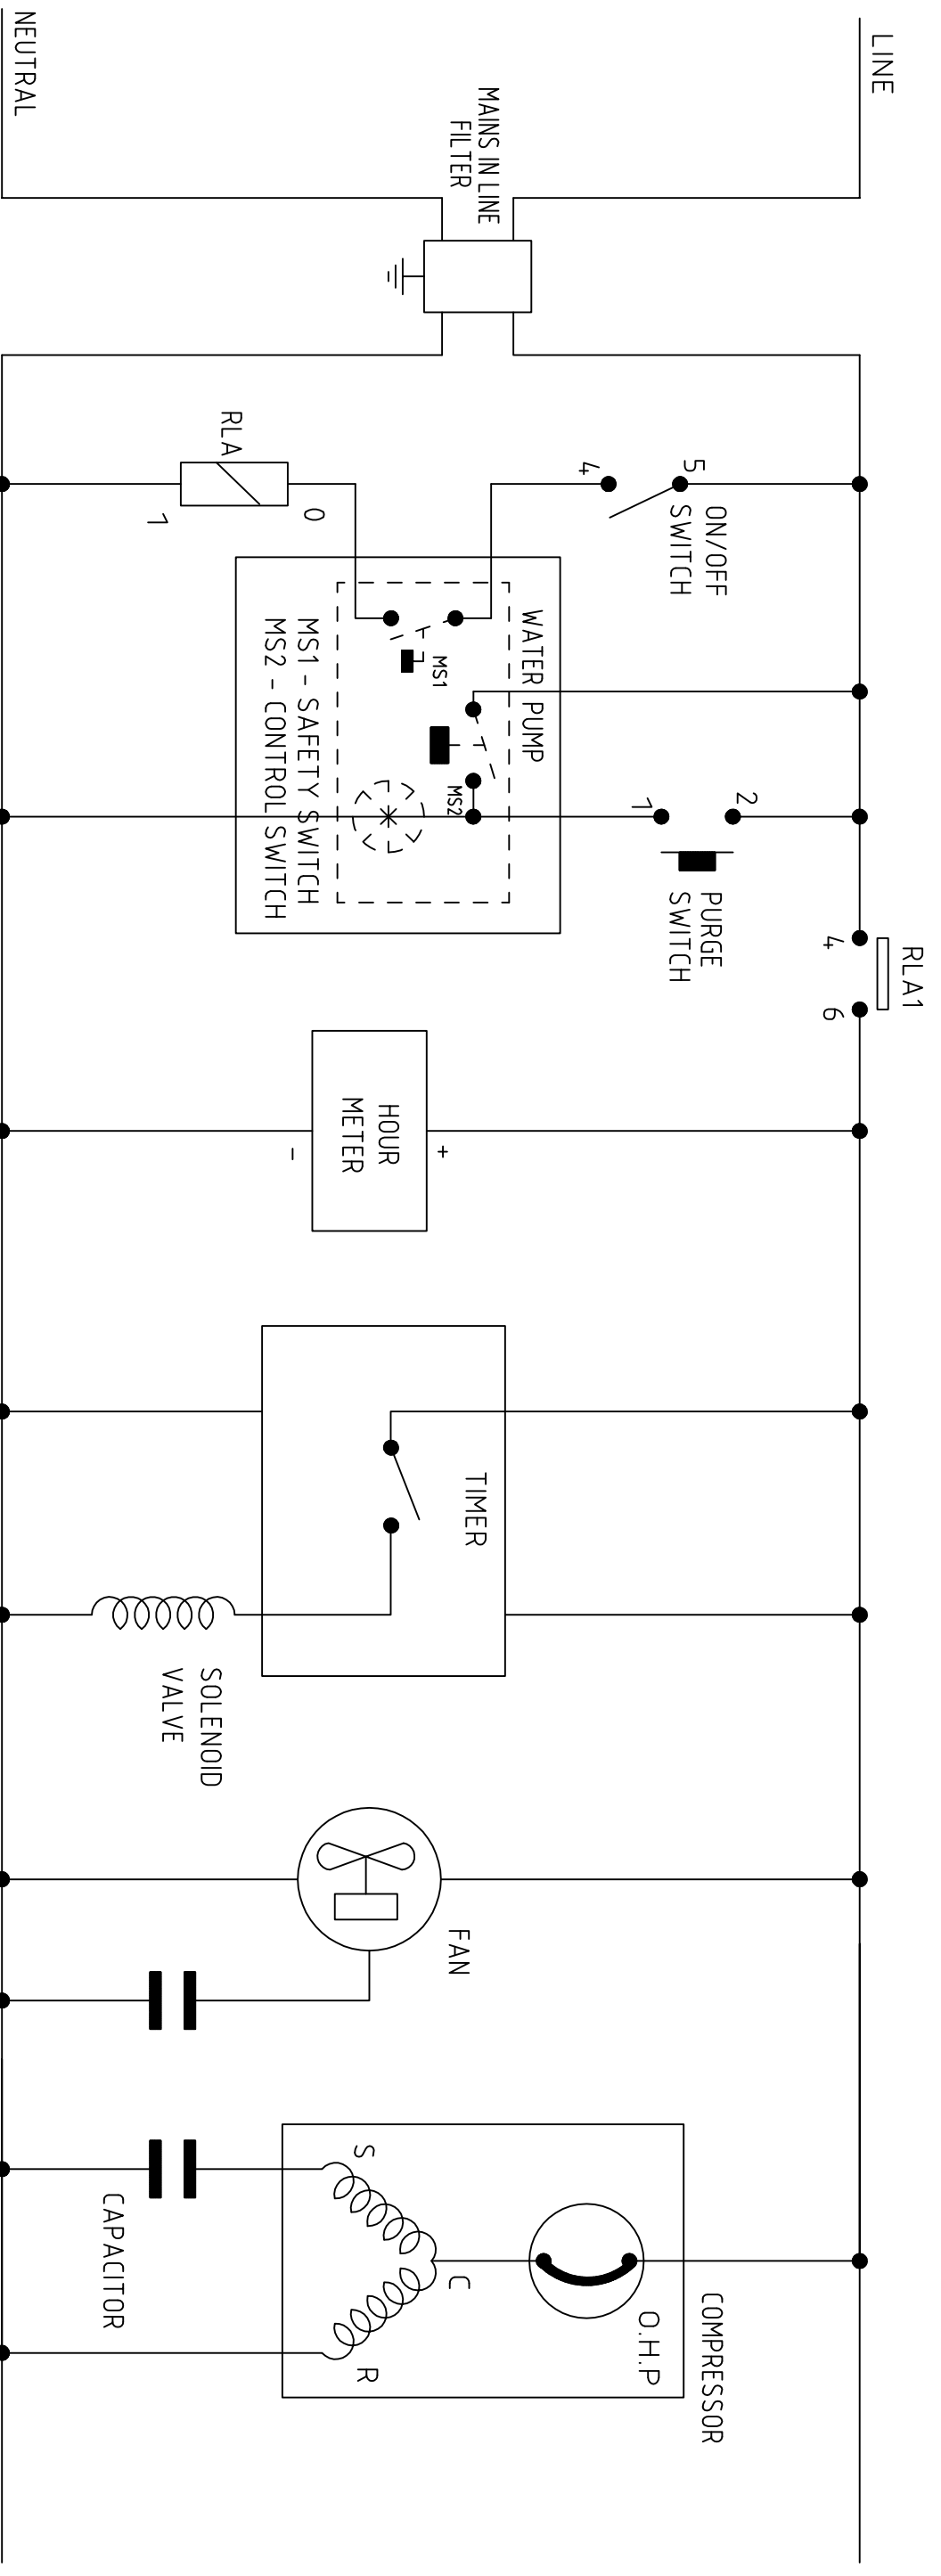 LINE
NEUTRAL
MAINS IN LINE
FILTER
5
4
ON/OFF
SWITCH
RLA
0
1
WATER PUMP
MS1
MS2
MS1 - SAFETY SWITCH
MS2 - CONTROL SWITCH
2
1
PURGE
SWITCH
RLA1
4
6
+
HOUR
METER
-
TIMER
SOLENOID
VALVE
FAN
COMPRESSOR
O.H.P
C
S
R
CAPACITOR